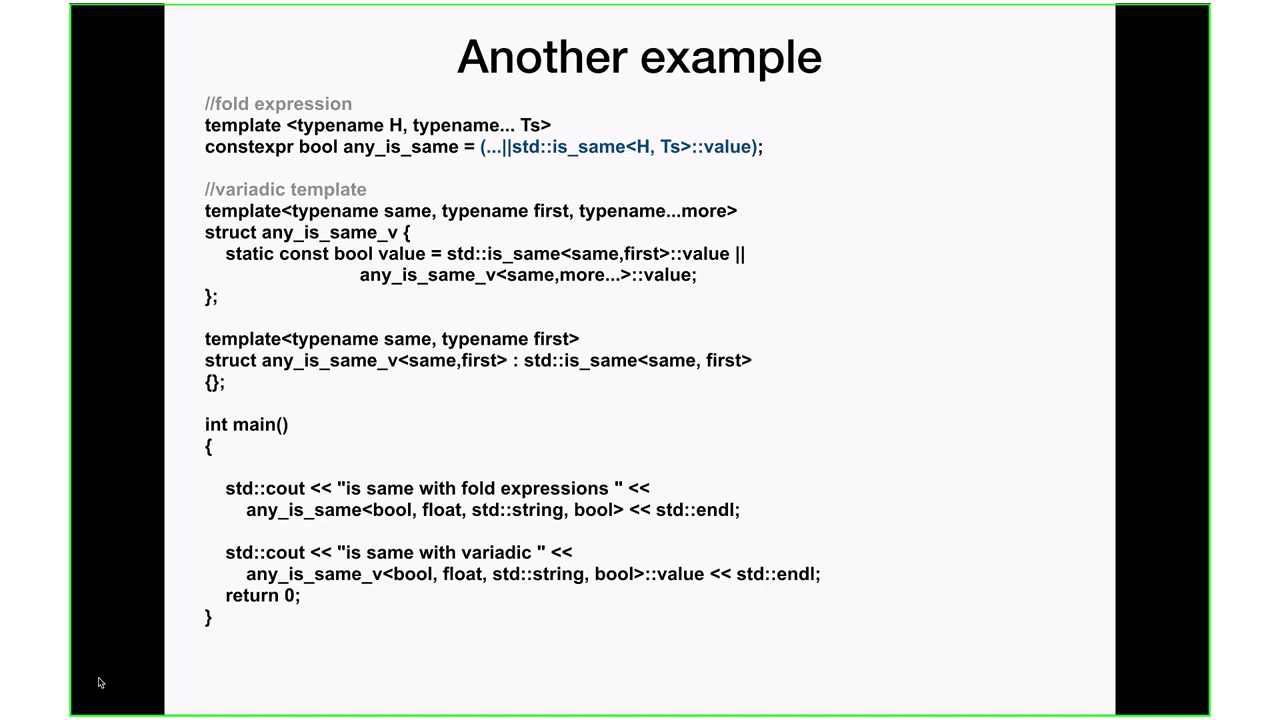 Another example
//fold expression
template <typename H, typename... Ts>
constexpr bool any_is_same = (...||std::is_same<H, Ts>::value);
//variadic template
template<typename same, typename first, typename...more>
struct any_is_same_v {
static const bool value = std::is_same<same,first>::value ||
any_is_same_v<same,more...>::value;
};
template<typename same, typename first>
struct any_is_same_v<same,first> : std::is_same<same, first>
{};
int main()
{
std::cout << "is same with fold expressions " <<
any_is_same<bool, float, std::string, bool> << std::endl;
std::cout << "is same with variadic " <<
any_is_same_v<bool, float, std::string, bool>::value << std::endl;
return 0;
}